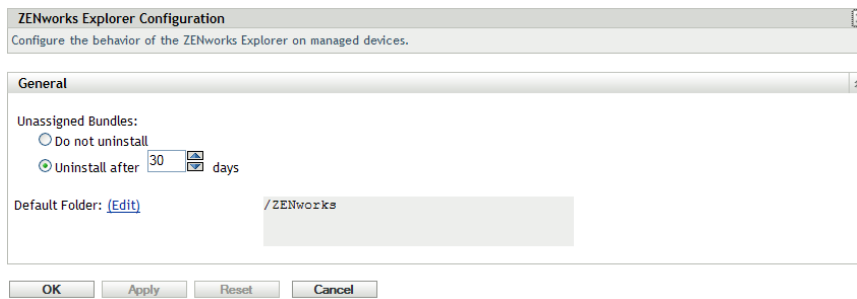 ZENworks Explorer Configuration
Configure the behavior of the ZENworks Explorer on managed devices.
General
Unassigned Bundles:
Do not uninstall
Uninstall after 30 days
Default Folder: (Edit) /ZENworks
OK Apply Reset Cancel